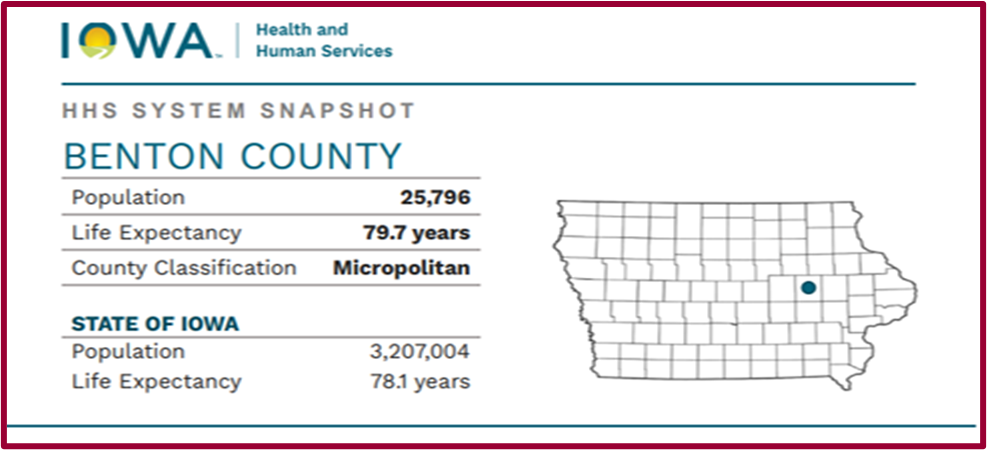 IOWA™ Health and
Human Services
HHS SYSTEM SNAPSHOT
BENTON COUNTY
Population 25,796
Life Expectancy 79.7 years
County Classification Micropolitan
STATE OF IOWA
Population 3,207,004
Life Expectancy 78.1 years